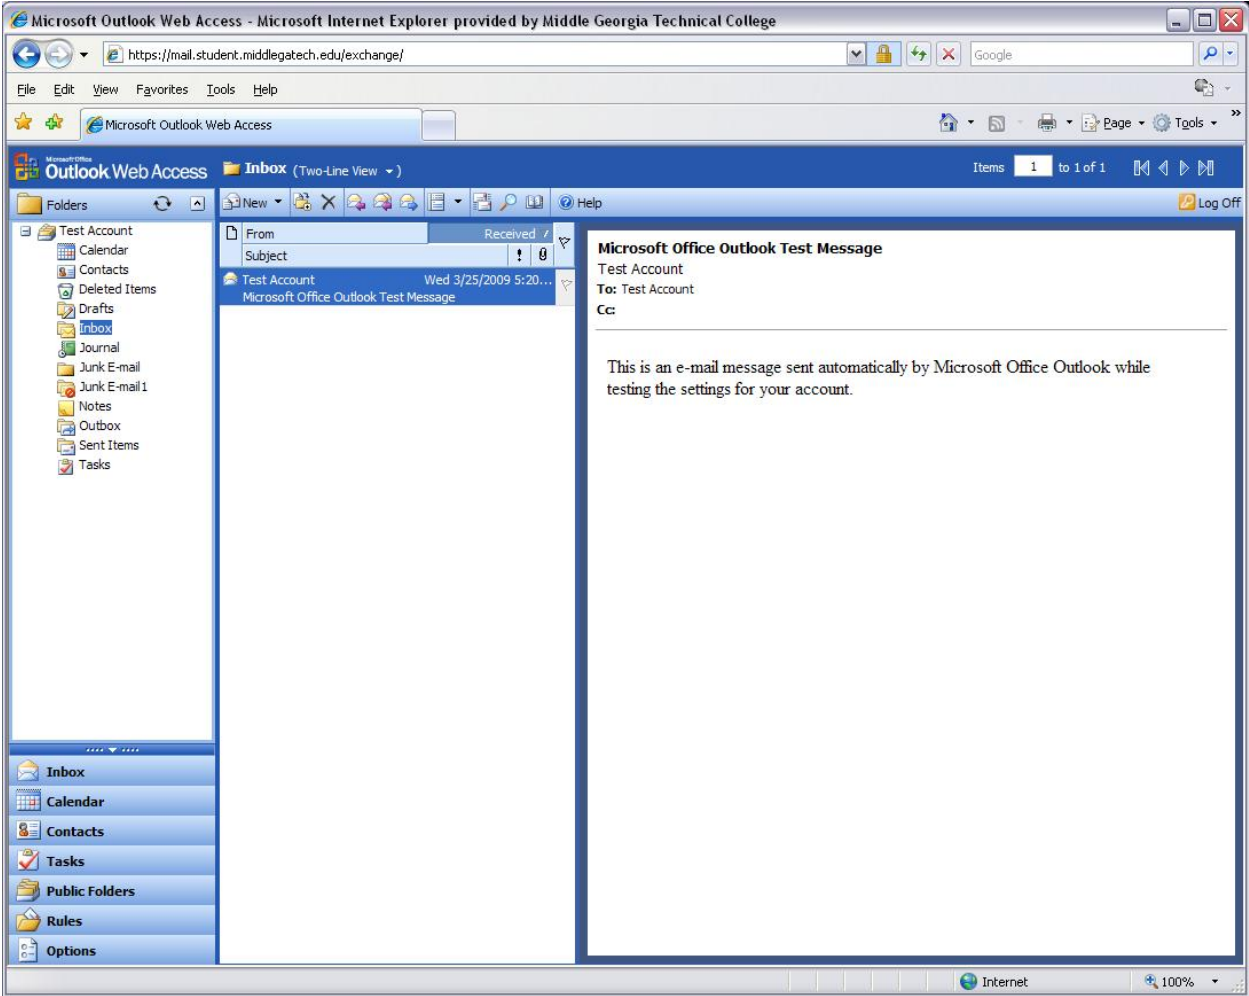 Microsoft Outlook Web Access - Microsoft Internet Explorer provided by Middle Georgia Technical College
https://mail.student.middlegatech.edu/exchange/
Google
File Edit View Favorites Tools Help
Microsoft Outlook Web Access
Page Tools
Microsoft Office
Outlook Web Access
Inbox (Two-Line View)
Items 1 to 1 of 1
Folders
New
Help
Log Off
Test Account
Calendar
Contacts
Deleted Items
Drafts
Inbox
Journal
Junk E-mail
Junk E-mail1
Notes
Outbox
Sent Items
Tasks
From Received
Subject
Test Account Wed 3/25/2009 5:20...
Microsoft Office Outlook Test Message
Microsoft Office Outlook Test Message
Test Account
To: Test Account
Cc:
This is an e-mail message sent automatically by Microsoft Office Outlook while
testing the settings for your account.
Inbox
Calendar
Contacts
Tasks
Public Folders
Rules
Options
Internet
100%